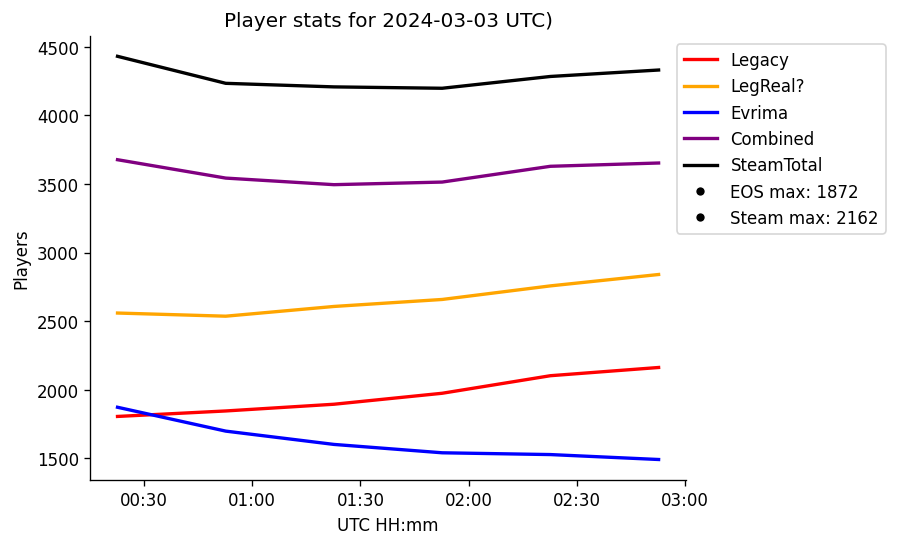 Player stats for 2024-03-03 UTC)
4500
4000
3500
3000
2500
2000
1500
Players
00:30 01:00 01:30 02:00 02:30 03:00
UTC HH:mm
Legacy
LegReal?
Evrima
Combined
SteamTotal
EOS max: 1872
Steam max: 2162